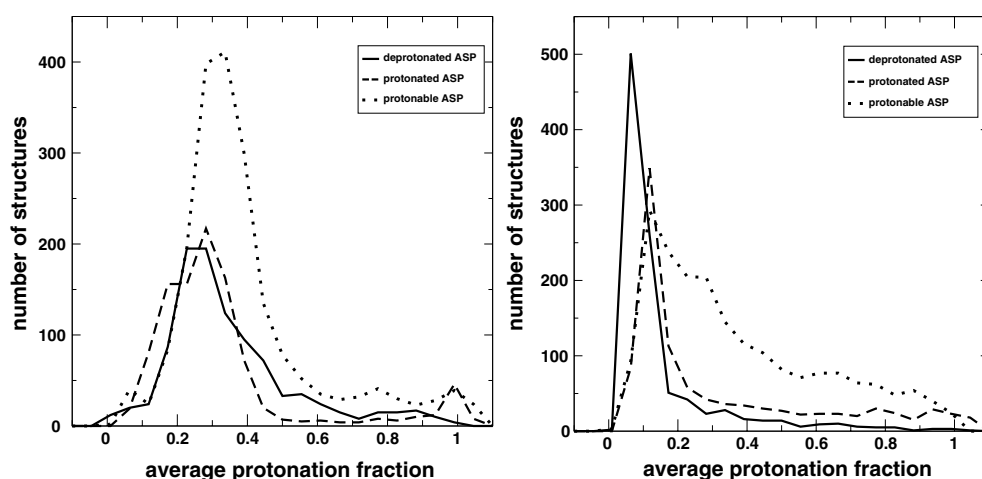 number of structures
400
300
200
100
0
deprotonated ASP
protonated ASP
protonable ASP
0 0.2 0.4 0.6 0.8 1
average protonation fraction
number of structures
500
400
300
200
100
0
deprotonated ASP
protonated ASP
protonable ASP
0 0.2 0.4 0.6 0.8 1
average protonation fraction